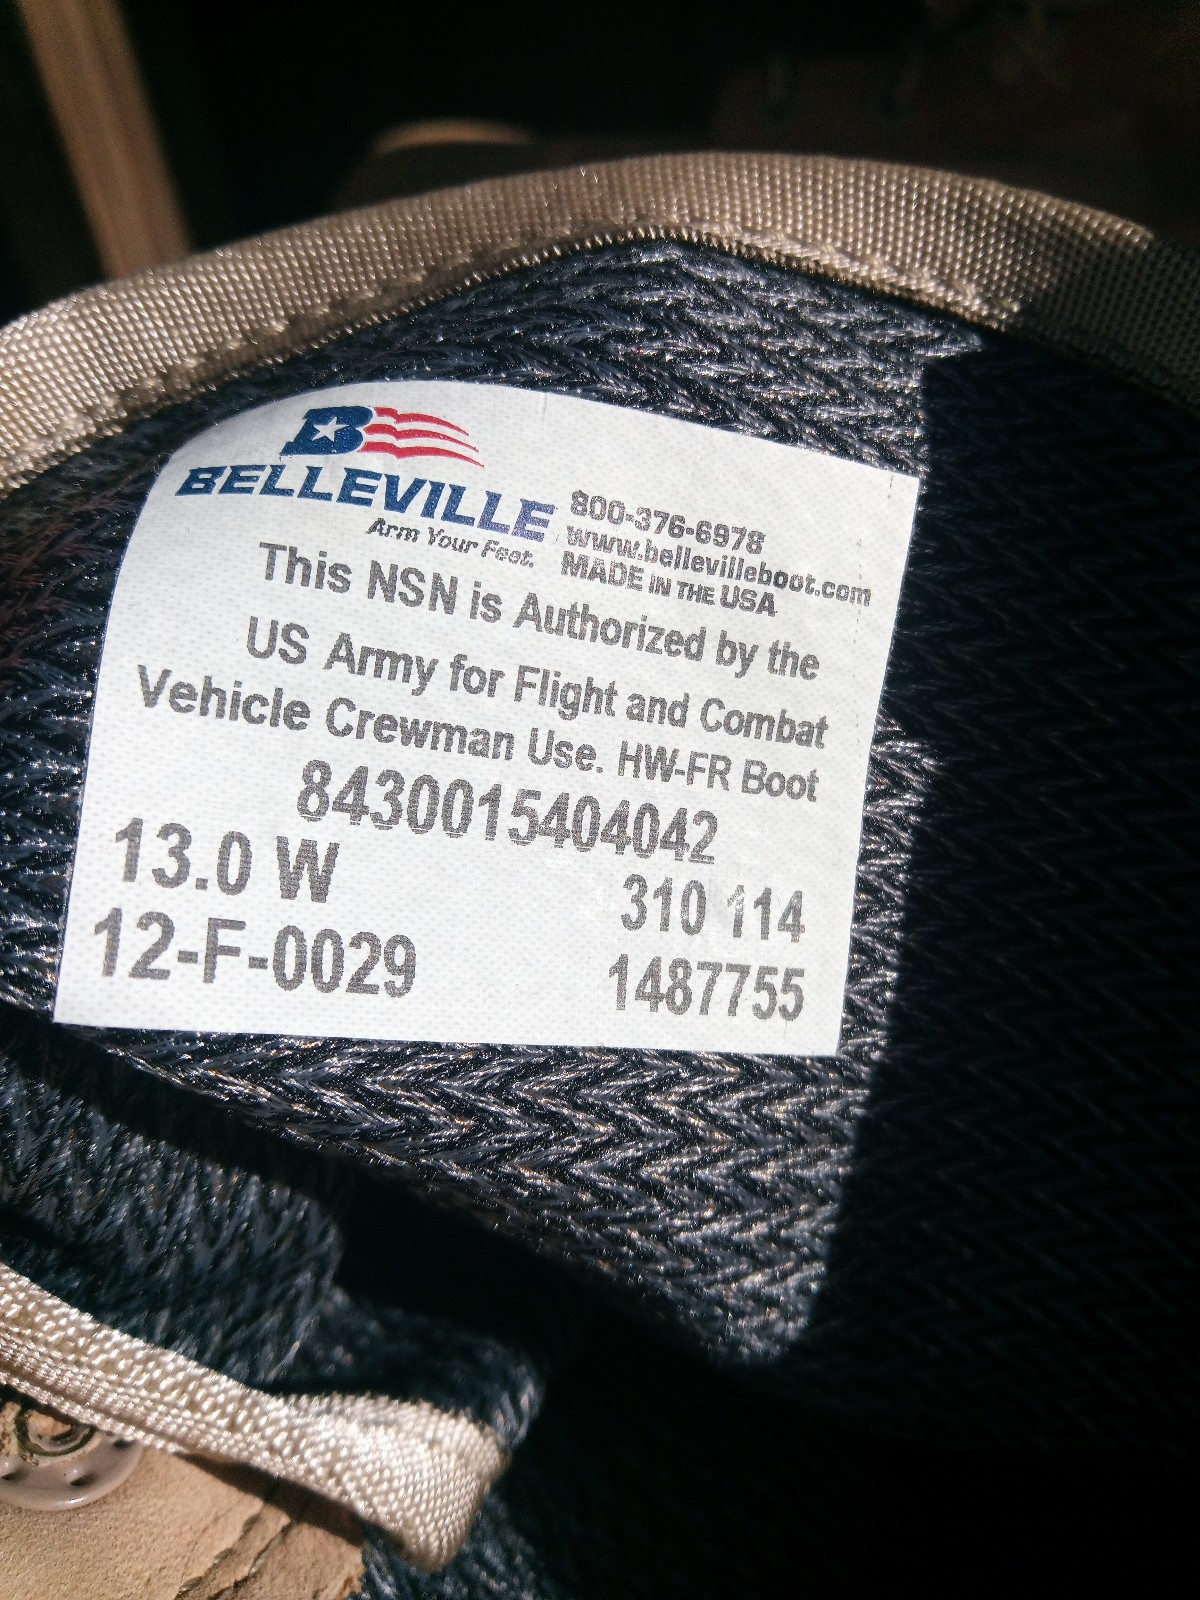 B
BELLEVILLE
Arm Your Feet.
800-376-6978
www.bellevilleboot.com
MADE IN THE USA
This NSN is Authorized by the
US Army for Flight and Combat
Vehicle Crewman Use. HW-FR Boot
8430015404042
13.0 W
310 114
12-F-0029
1487755